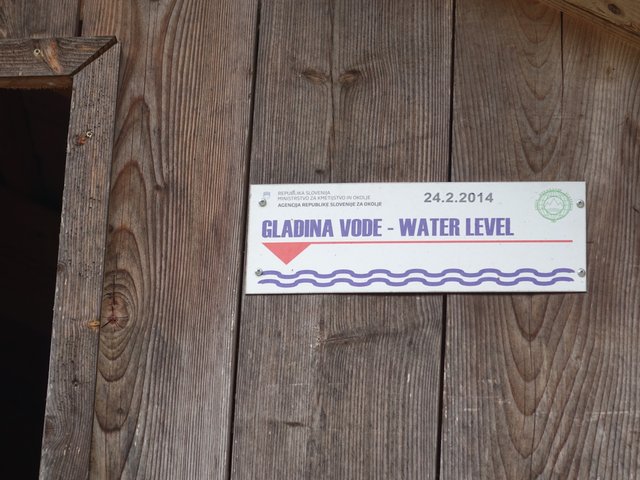 REPUBLIKA SLOVENIJA
MINISTRSTVO ZA KMETIJSTVO IN OKOLJE
AGENCIJA REPUBLIKE SLOVENIJE ZA OKOLJE
24.2.2014
GLADINA VODE - WATER LEVEL